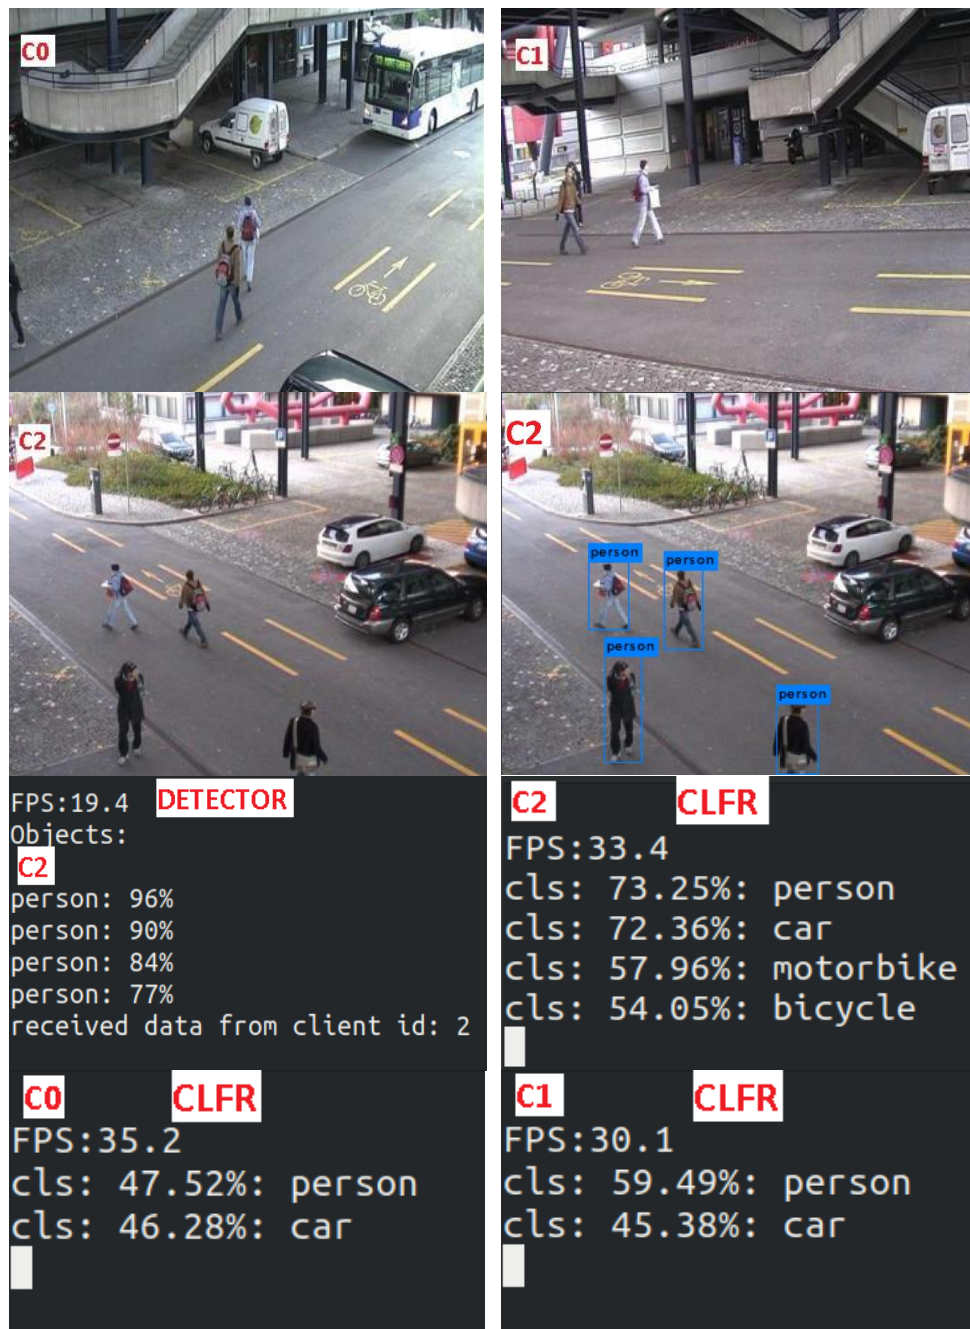 C0
C1
C2
C2
person
person
person
person
FPS:19.4 DETECTOR
Objects:
C2
person: 96%
person: 90%
person: 84%
person: 77%
received data from client id: 2
C2 CLFR
FPS:33.4
cls: 73.25%: person
cls: 72.36%: car
cls: 57.96%: motorbike
cls: 54.05%: bicycle
C0 CLFR
FPS:35.2
cls: 47.52%: person
cls: 46.28%: car
C1 CLFR
FPS:30.1
cls: 59.49%: person
cls: 45.38%: car